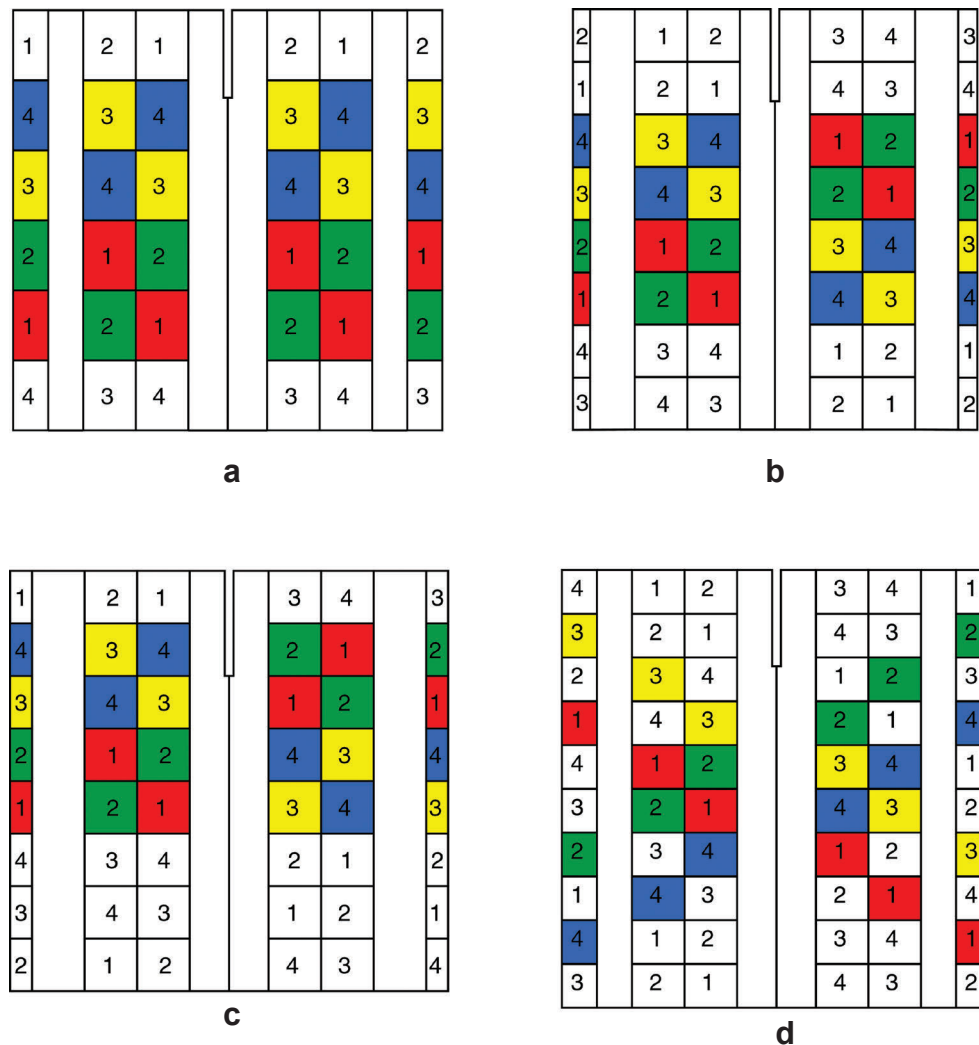 1 2 1 2 1 2
4 3 4 3 4 3
3 4 3 4 3 4
2 1 2 1 2 1
1 2 1 2 1 2
4 3 4 3 4 3
a
2 1 2 3 4 3
1 2 1 4 3 4
4 3 4 1 2 1
3 4 3 2 1 2
2 1 2 3 4 3
1 2 1 4 3 4
4 3 4 1 2 1
3 4 3 2 1 2
b
1 2 1 3 4 3
4 3 4 2 1 2
3 4 3 1 2 1
2 1 2 4 3 4
1 2 1 3 4 3
4 3 4 2 1 2
3 4 3 1 2 1
2 1 2 4 3 4
c
4 1 2 3 4 1
3 2 1 4 3 2
2 3 4 1 2 3
1 4 3 2 1 4
4 1 2 3 4 1
3 2 1 4 3 2
2 3 4 1 2 3
1 4 3 2 1 4
4 1 2 3 4 1
3 2 1 4 3 2
d